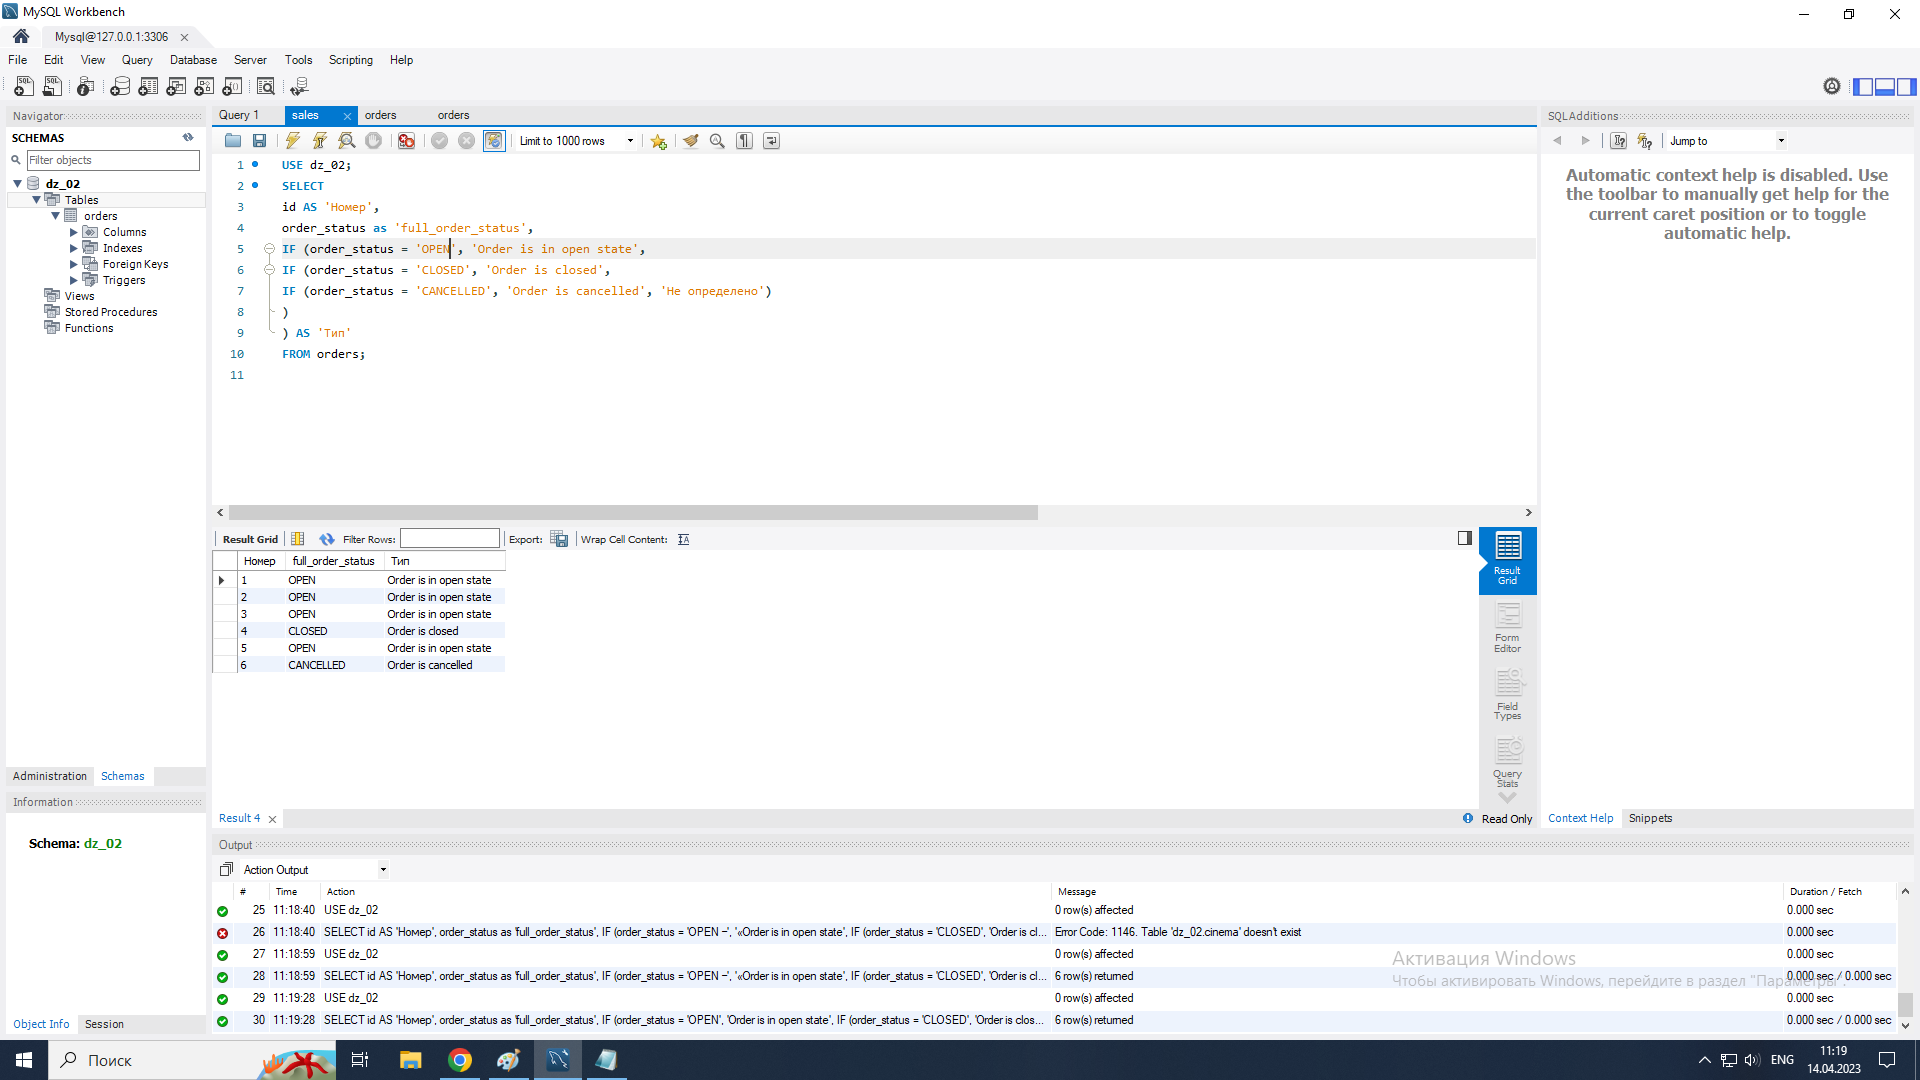 MySQL Workbench
Mysql@127.0.0.1:3306
File Edit View Query Database Server Tools Scripting Help
Navigator
SCHEMAS
Filter objects
dz_02
Tables
orders
Columns
Indexes
Foreign Keys
Triggers
Views
Stored Procedures
Functions
Administration Schemas
Information
Schema: dz_02
Object Info Session
Query 1 sales orders orders
Limit to 1000 rows
1 USE dz_02;
2 SELECT
3 id AS 'Номер',
4 order_status as 'full_order_status',
5 IF (order_status = 'OPEN', 'Order is in open state',
6 IF (order_status = 'CLOSED', 'Order is closed',
7 IF (order_status = 'CANCELLED', 'Order is cancelled', 'Не определено')
8 )
9 ) AS 'Тип'
10 FROM orders;
11
Result Grid Filter Rows: Export: Wrap Cell Content:
Номер full_order_status Тип
1 OPEN Order is in open state
2 OPEN Order is in open state
3 OPEN Order is in open state
4 CLOSED Order is closed
5 OPEN Order is in open state
6 CANCELLED Order is cancelled
Result Grid
Form Editor
Field Types
Query Stats
Result 4
Read Only
SQLAdditions
Jump to
Automatic context help is disabled. Use
the toolbar to manually get help for the
current caret position or to toggle
automatic help.
Context Help Snippets
Output
Action Output
# Time Action Message Duration / Fetch
25 11:18:40 USE dz_02 0 row(s) affected 0.000 sec
26 11:18:40 SELECT id AS 'Номер', order_status as 'full_order_status', IF (order_status = 'OPEN -', '«Order is in open state', IF (order_status = 'CLOSED', 'Order is cl... Error Code: 1146. Table 'dz_02.cinema' doesn't exist 0.000 sec
27 11:18:59 USE dz_02 0 row(s) affected 0.000 sec
28 11:18:59 SELECT id AS 'Номер', order_status as 'full_order_status', IF (order_status = 'OPEN -', '«Order is in open state', IF (order_status = 'CLOSED', 'Order is cl... 6 row(s) returned 0.000 sec / 0.000 sec
29 11:19:28 USE dz_02 0 row(s) affected 0.000 sec
30 11:19:28 SELECT id AS 'Номер', order_status as 'full_order_status', IF (order_status = 'OPEN', 'Order is in open state', IF (order_status = 'CLOSED', 'Order is clos... 6 row(s) returned 0.000 sec / 0.000 sec
Активация Windows
Чтобы активировать Windows, перейдите в раздел "Параметры".
Поиск
ENG
11:19
14.04.2023